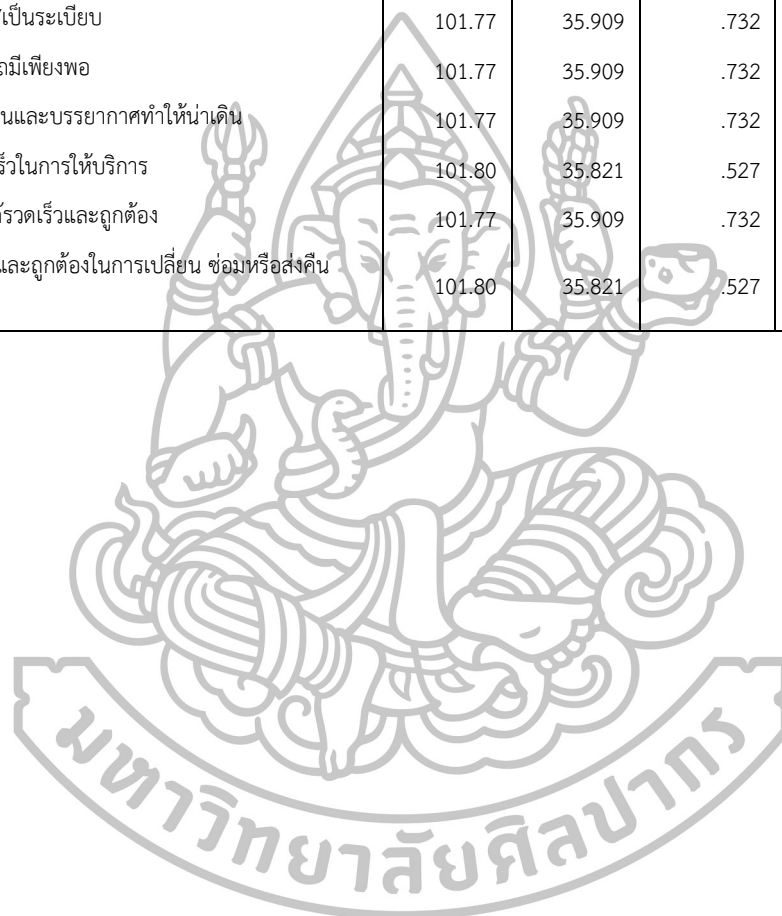 เป็นระเบียบ 101.77 35.909 .732
มีเพียงพอ 101.77 35.909 .732
และบรรยากาศทำให้น่าเดิน 101.77 35.909 .732
ในการให้บริการ 101.80 35.821 .527
รวดเร็วและถูกต้อง 101.77 35.909 .732
และถูกต้องในการเปลี่ยน ซ่อมหรือส่งคืน 101.80 35.821 .527
มหาวิทยาลัยศิลปากร